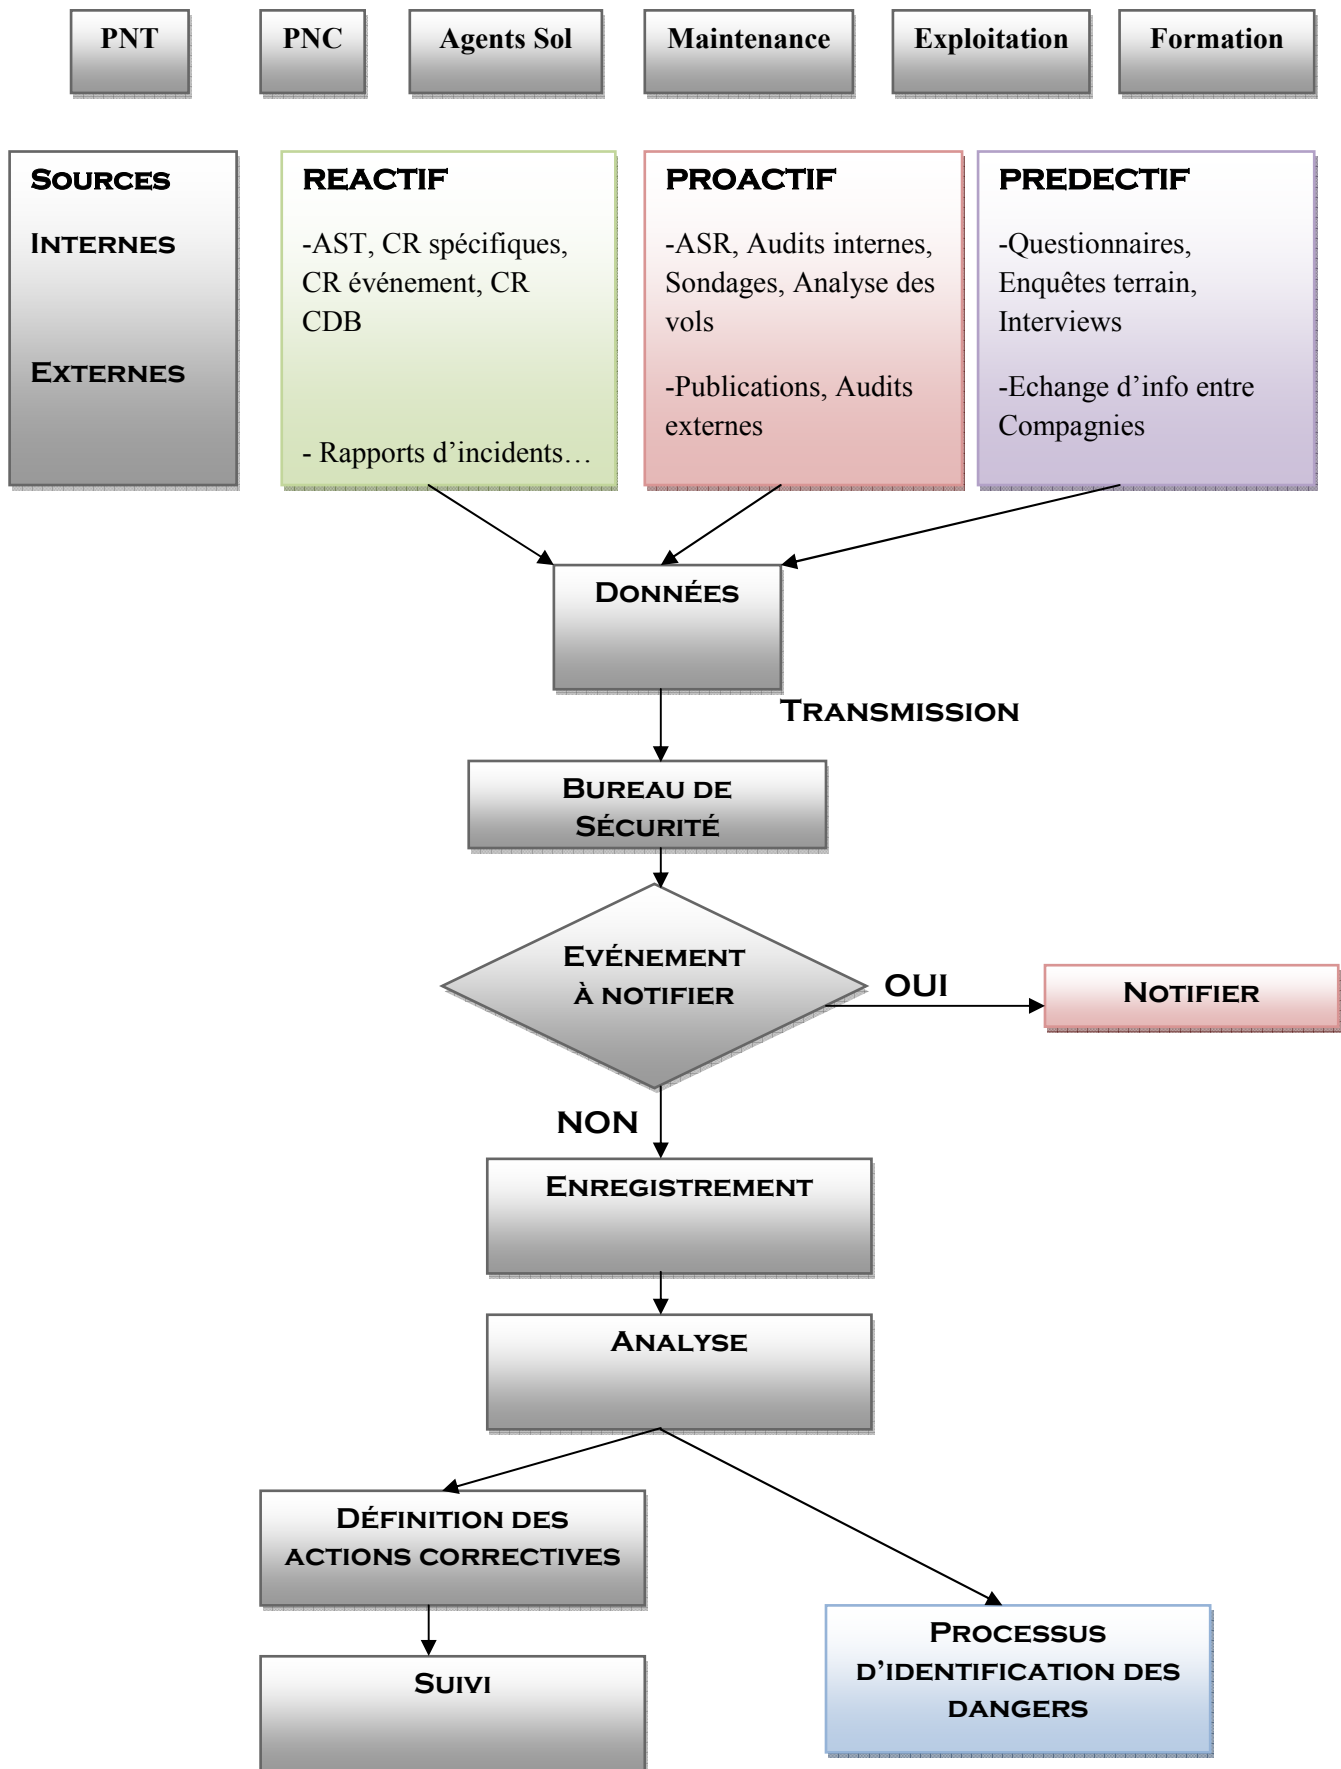 PNT
PNC
Agents Sol
Maintenance
Exploitation
Formation
SOURCES
INTERNES
EXTERNES
REACTIF
-AST, CR spécifiques,
CR événement, CR
CDB
- Rapports d’incidents…
PROACTIF
-ASR, Audits internes,
Sondages, Analyse des
vols
-Publications, Audits
externes
PREDECTIF
-Questionnaires,
Enquêtes terrain,
Interviews
-Echange d’info entre
Compagnies
DONNÉES
TRANSMISSION
BUREAU DE
SÉCURITÉ
EVÉNEMENT
À NOTIFIER
OUI
NOTIFIER
NON
ENREGISTREMENT
ANALYSE
DÉFINITION DES
ACTIONS CORRECTIVES
SUIVI
PROCESSUS
D’IDENTIFICATION DES
DANGERS